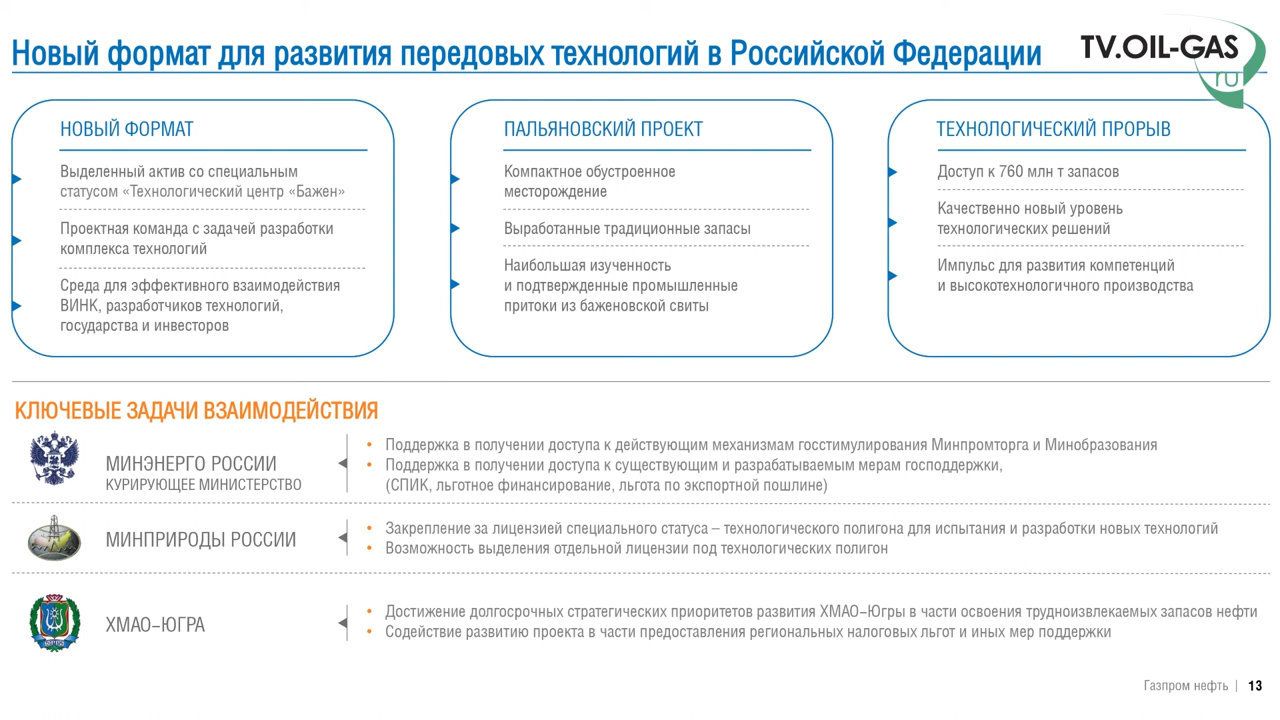 Новый формат для развития передовых технологий в Российской Федерации
TV.OIL-GAS
ru
НОВЫЙ ФОРМАТ
Выделенный актив со специальным
статусом «Технологический центр «Бажен»
Проектная команда с задачей разработки
комплекса технологий
Среда для эффективного взаимодействия
ВИНК, разработчиков технологий,
государства и инвесторов
ПАЛЬЯНОВСКИЙ ПРОЕКТ
Компактное обустроенное
месторождение
Выработанные традиционные запасы
Наибольшая изученность
и подтвержденные промышленные
притоки из баженовской свиты
ТЕХНОЛОГИЧЕСКИЙ ПРОРЫВ
Доступ к 760 млн т запасов
Качественно новый уровень
технологических решений
Импульс для развития компетенций
и высокотехнологичного производства
КЛЮЧЕВЫЕ ЗАДАЧИ ВЗАИМОДЕЙСТВИЯ
МИНЭНЕРГО РОССИИ
КУРИРУЮЩЕЕ МИНИСТЕРСТВО
• Поддержка в получении доступа к действующим механизмам госстимулирования Минпромторга и Минобразования
• Поддержка в получении доступа к существующим и разрабатываемым мерам господдержки,
(СПИК, льготное финансирование, льгота по экспортной пошлине)
МИНПРИРОДЫ РОССИИ
• Закрепление за лицензией специального статуса – технологического полигона для испытания и разработки новых технологий
• Возможность выделения отдельной лицензии под технологических полигон
ХМАО–ЮГРА
• Достижение долгосрочных стратегических приоритетов развития ХМАО–Югры в части освоения трудноизвлекаемых запасов нефти
• Содействие развитию проекта в части предоставления региональных налоговых льгот и иных мер поддержки
Газпром нефть | 13